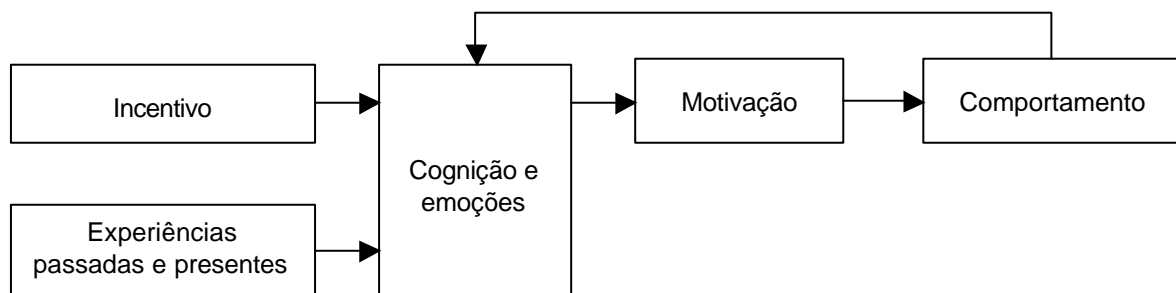 Incentivo
Cognição e
emoções
Motivação
Comportamento
Experiências
passadas e presentes